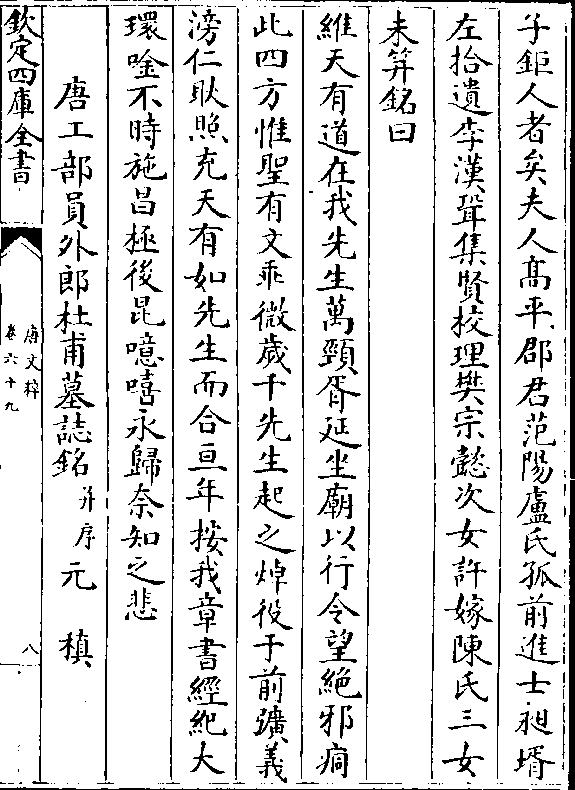 子鉅人者矣夫人高平郡君范陽盧氏孤前進士昶壻
左拾遺李漢聓集賢校理樊宗懿次女許嫁陳氏三女
未笄銘曰
維天有道在我先生萬頸胥延坐廟以行令望絶邪痌
此四方惟聖有文乖微歲千先生起之焯役于前彍義
滂仁耿照充天有如先生而合亘年按我章書經紀大
環唫不時施昌極後昆噫嘻永歸奈知之悲
唐工部員外郎杜甫墓誌銘并序 元稹
欽定四庫全書
唐文粹
卷六十九
八